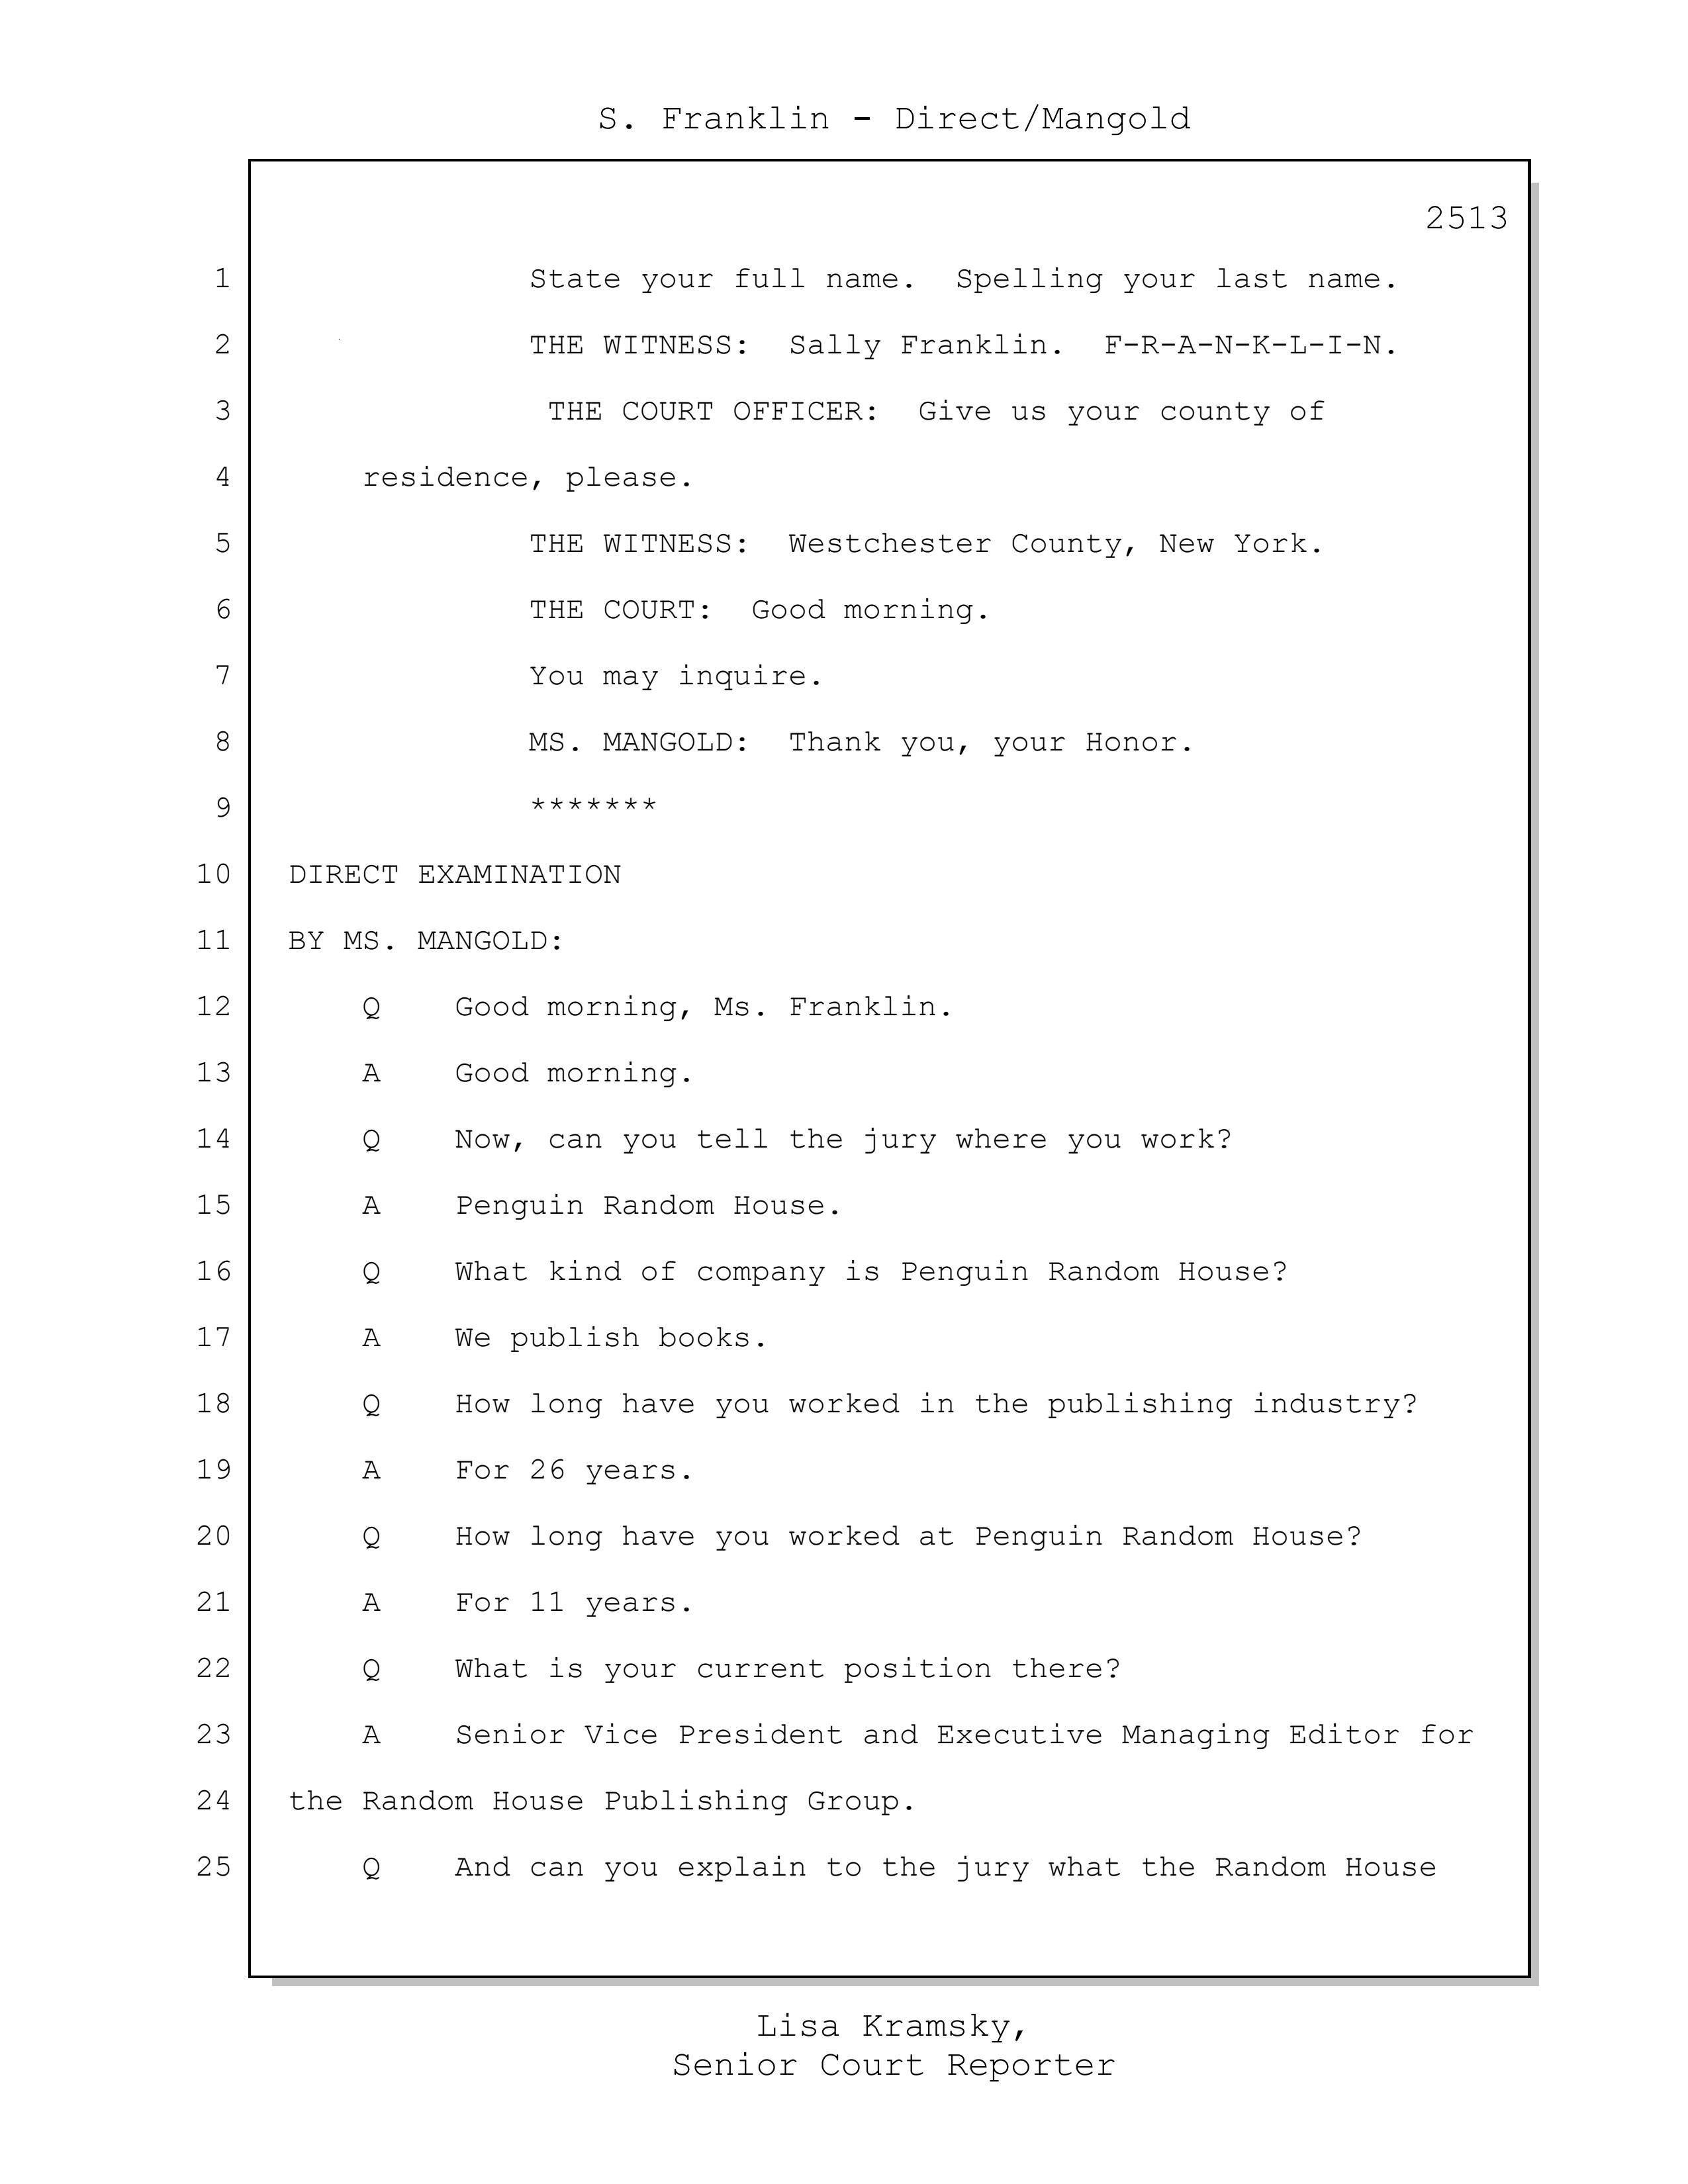 S. Franklin - Direct/Mangold
2513
1 State your full name. Spelling your last name.
2 THE WITNESS: Sally Franklin. F-R-A-N-K-L-I-N.
3 THE COURT OFFICER: Give us your county of
4 residence, please.
5 THE WITNESS: Westchester County, New York.
6 THE COURT: Good morning.
7 You may inquire.
8 MS. MANGOLD: Thank you, your Honor.
9 *******
10 DIRECT EXAMINATION
11 BY MS. MANGOLD:
12 Q Good morning, Ms. Franklin.
13 A Good morning.
14 Q Now, can you tell the jury where you work?
15 A Penguin Random House.
16 Q What kind of company is Penguin Random House?
17 A We publish books.
18 Q How long have you worked in the publishing industry?
19 A For 26 years.
20 Q How long have you worked at Penguin Random House?
21 A For 11 years.
22 Q What is your current position there?
23 A Senior Vice President and Executive Managing Editor for
24 the Random House Publishing Group.
25 Q And can you explain to the jury what the Random House
Lisa Kramsky,
Senior Court Reporter